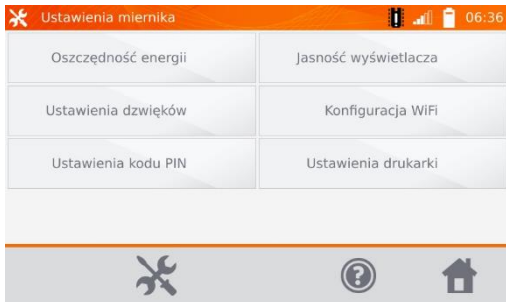 Ustawienia miernika
06:36
Oszczędność energii
Jasność wyświetlacza
Ustawienia dzwięków
Konfiguracja WiFi
Ustawienia kodu PIN
Ustawienia drukarki
?